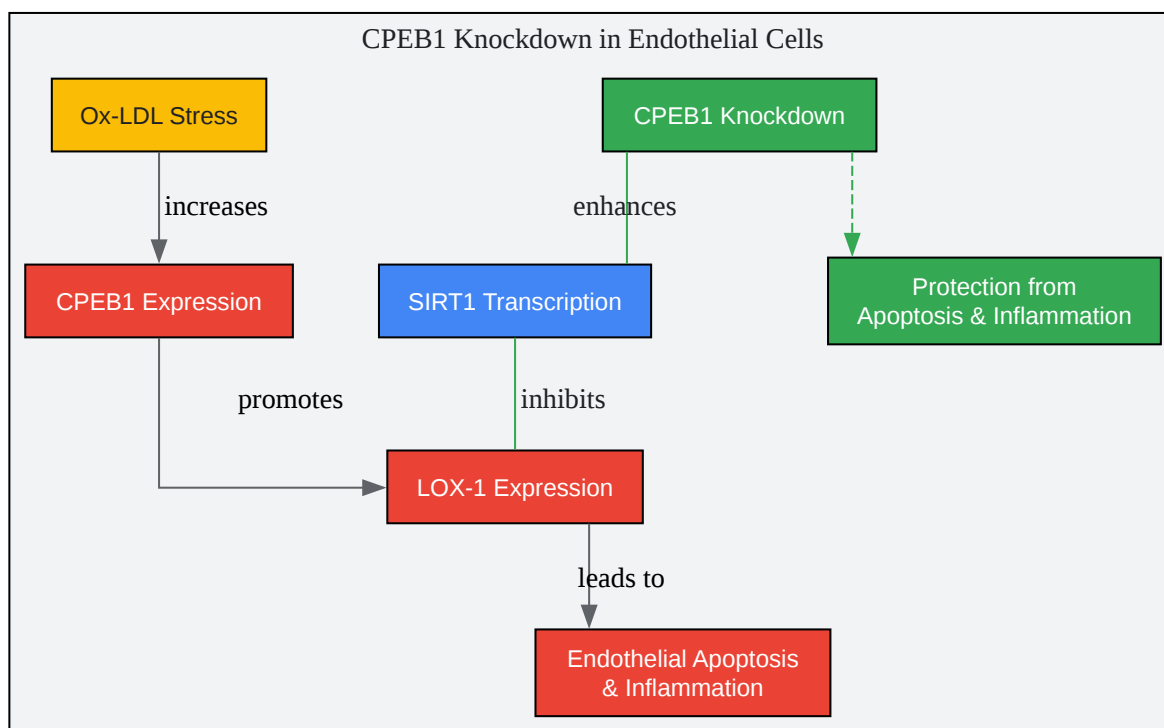 CPEB1 Knockdown in Endothelial Cells
Ox-LDL Stress
CPEB1 Knockdown
increases
enhances
CPEB1 Expression
SIRT1 Transcription
Protection from
Apoptosis & Inflammation
promotes
inhibits
LOX-1 Expression
leads to
Endothelial Apoptosis
& Inflammation